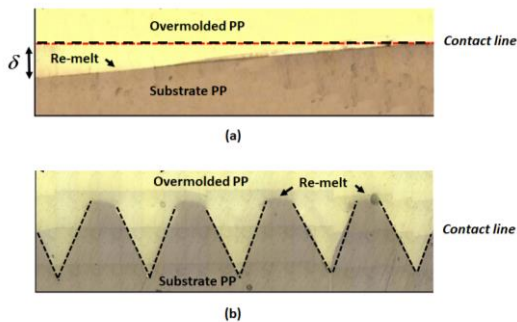 Overmolded PP
Contact line
δ
Re-melt
Substrate PP
(a)
Overmolded PP
Re-melt
Contact line
Substrate PP
(b)